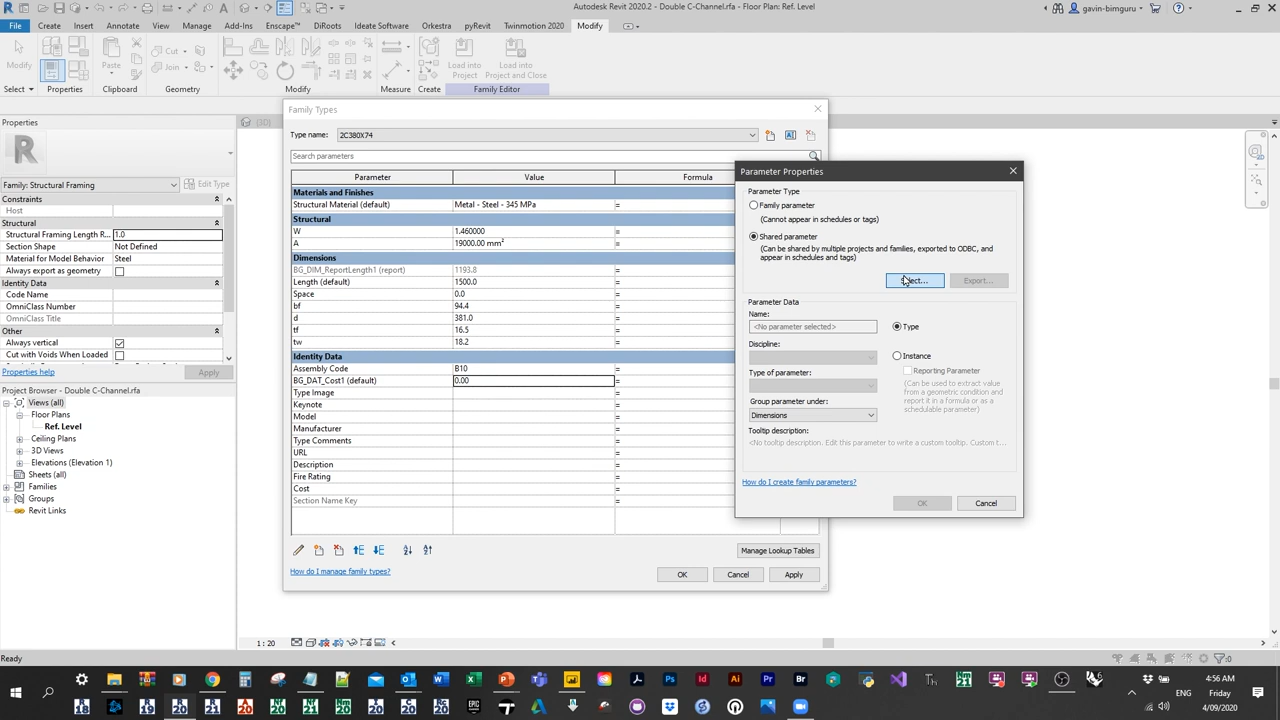 Autodesk Revit 2020.2 - Double C-Channel.rfa - Floor Plan: Ref. Level
gavin-bimguru
File Create Insert Annotate View Manage Add-Ins Enscape™ DiRoots Ideate Software Orkestra pyRevit Twinmotion 2020 Modify
Modify Paste Cut Join Load into Project Load into Project and Close
Select Properties Clipboard Geometry Modify Measure Create Family Editor
Properties
Family: Structural Framing Edit Type
Constraints
Host
Structural
Structural Framing Length R... 1.0
Section Shape Not Defined
Material for Model Behavior Steel
Always export as geometry
Identity Data
Code Name
OmniClass Number
OmniClass Title
Other
Always vertical
Cut with Voids When Loaded
Properties help Apply
Project Browser - Double C-Channel.rfa
Views (all)
Floor Plans
Ref. Level
Ceiling Plans
3D Views
Elevations (Elevation 1)
Sheets (all)
Families
Groups
Revit Links
{3D}
Family Types
Type name: 2C380X74
Search parameters
Parameter Value Formula
Materials and Finishes
Structural Material (default) Metal - Steel - 345 MPa =
Structural
W 1.460000 =
A 19000.00 mm² =
Dimensions
BG_DIM_ReportLength1 (report) 1193.8 =
Length (default) 1500.0 =
Space 0.0 =
bf 94.4 =
d 381.0 =
tf 16.5 =
tw 18.2 =
Identity Data
Assembly Code B10 =
BG_DAT_Cost1 (default) 0.00 =
Type Image =
Keynote =
Model =
Manufacturer =
Type Comments =
URL =
Description =
Fire Rating =
Cost =
Section Name Key =
Manage Lookup Tables
How do I manage family types?
OK Cancel Apply
Parameter Properties
Parameter Type
Family parameter
(Cannot appear in schedules or tags)
Shared parameter
(Can be shared by multiple projects and families, exported to ODBC, and
appear in schedules and tags)
Export...
Parameter Data
Name:
<No parameter selected> Type
Discipline:
Instance
Reporting Parameter
Type of parameter:
(Can be used to extract value
from a geometric condition and
report it in a formula or as a
schedulable parameter)
Group parameter under:
Dimensions
Tooltip description:
<No tooltip description. Edit this parameter to write a custom tooltip. Custom t...
How do I create family parameters?
OK Cancel
1 : 20
Ready
:0
4:56 AM
ENG Friday
4/09/2020